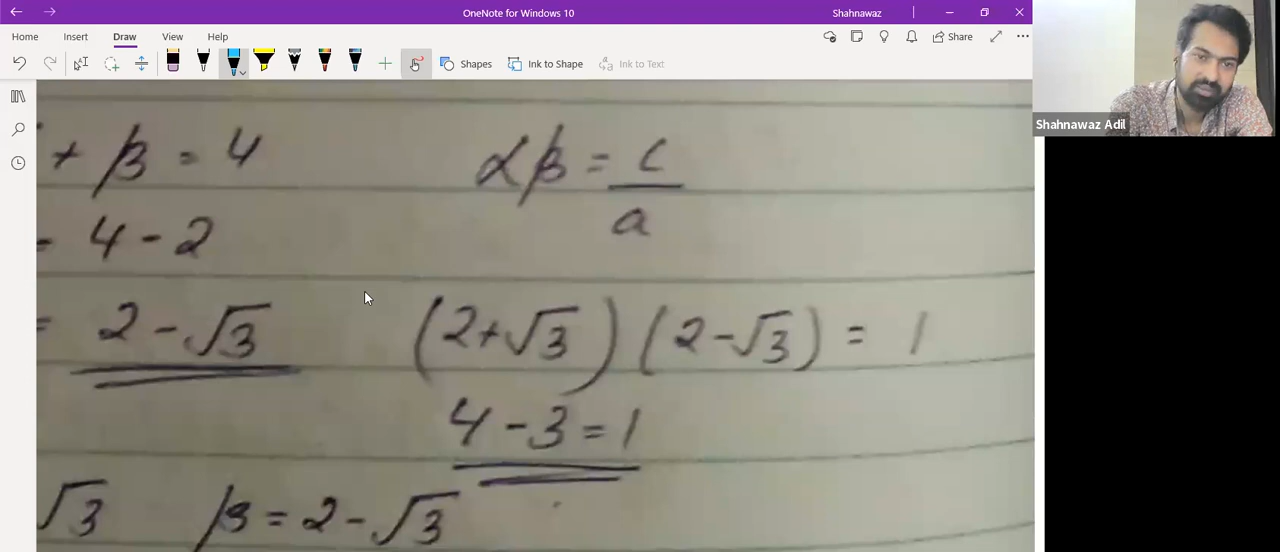 OneNote for Windows 10
Shahnawaz
Home Insert Draw View Help
Share
Shapes Ink to Shape Ink to Text
Shahnawaz Adil
+ β = 4
= 4 - 2
= 2 - √3
αβ = c/a
(2+√3)(2-√3) = 1
4 - 3 = 1
√3 β = 2 - √3